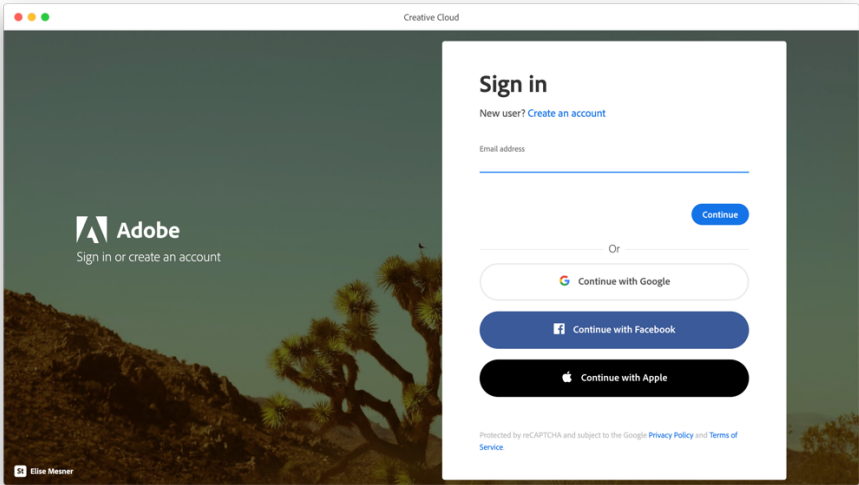 Creative Cloud
Adobe
Sign in or create an account
St Elise Mesner
Sign in
New user? Create an account
Email address
Continue
Or
Continue with Google
Continue with Facebook
Continue with Apple
Protected by reCAPTCHA and subject to the Google Privacy Policy and Terms of
Service